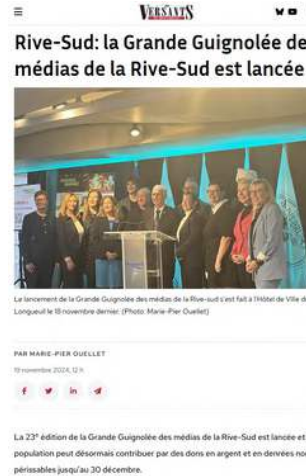 VERSANTS
Rive-Sud: la Grande Guignolée de
médias de la Rive-Sud est lancée
Le lancement de la Grande Guignolée des médias de la Rive-sud s'est fait à l'Hôtel de Ville de
Longueuil le 18 novembre dernier. (Photo: Marie-Pier Ouellet)
PAR MARIE-PIER OUELLET
19 novembre 2024, 12 h
La 23e édition de la Grande Guignolée des médias de la Rive-Sud est lancée et
population peut désormais contribuer par des dons en argent et en denrées no
périssables jusqu'au 30 décembre.